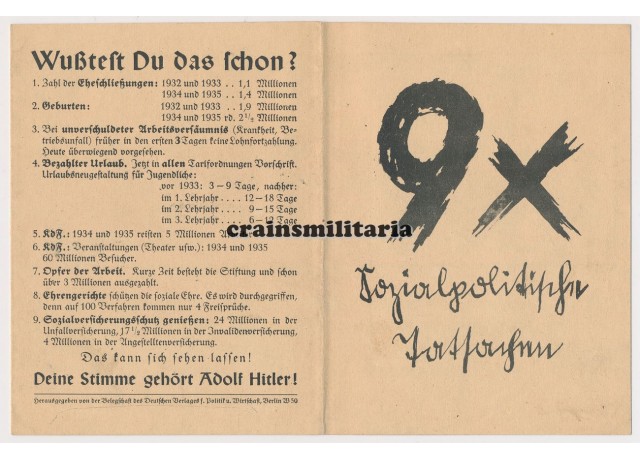 Wußtest Du das schon?
1. Zahl der Eheschließungen: 1932 und 1933 . . 1,1 Millionen
1934 und 1935 . . 1,4 Millionen
2. Geburten: 1932 und 1933 . . 1,9 Millionen
1934 und 1935 rd. 2 1/2 Millionen
3. Bei unverschuldeter Arbeitsversäumnis (Krankheit, Be-
triebsunfall) früher in den ersten 3 Tagen keine Lohnfortzahlung.
Heute überwiegend vorgesehen.
4. Bezahlter Urlaub. Jetzt in allen Tarifordnungen Vorschrift.
Urlaubsneugestaltung für Jugendliche:
vor 1933: 3 – 9 Tage, nachher:
im 1. Lehrjahr . . . . 12 – 18 Tage
im 2. Lehrjahr . . . . 9 – 15 Tage
im 3. Lehrjahr . . . . 6 – 12 Tage
5. KdF.: 1934 und 1935 reisten 5 Millionen
6. KdF.: Veranstaltungen (Theater usw.): 1934 und 1935
60 Millionen Besucher.
7. Opfer der Arbeit. Kurze Zeit besteht die Stiftung und schon
über 3 Millionen ausgezahlt.
8. Ehrengerichte schützen die soziale Ehre. Es wird durchgegriffen,
denn auf 100 Verfahren kommen nur 4 Freisprüche.
9. Sozialversicherungsschutz genießen: 24 Millionen in der
Unfallversicherung, 17 1/2 Millionen in der Invalidenversicherung,
4 Millionen in der Angestelltenversicherung.
Das kann sich sehen lassen!
Deine Stimme gehört Adolf Hitler!
Herausgegeben von der Belegschaft des Deutschen Verlages f. Politik u. Wirtschaft, Berlin W 50
9x
Sozialpolitische
Tatsachen
crainsmilitaria